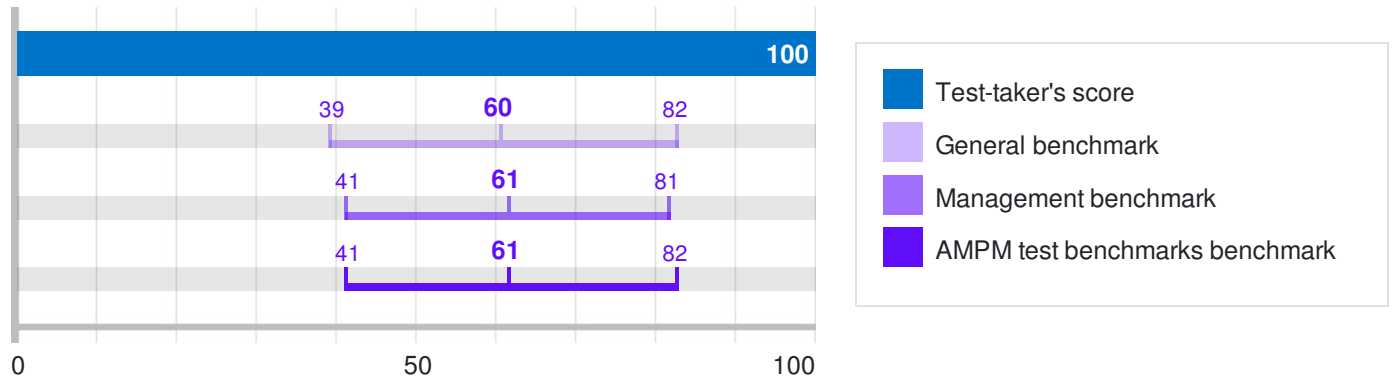 100
39 60 82
41 61 81
41 61 82
0 50 100
Test-taker's score
General benchmark
Management benchmark
AMPM test benchmarks benchmark